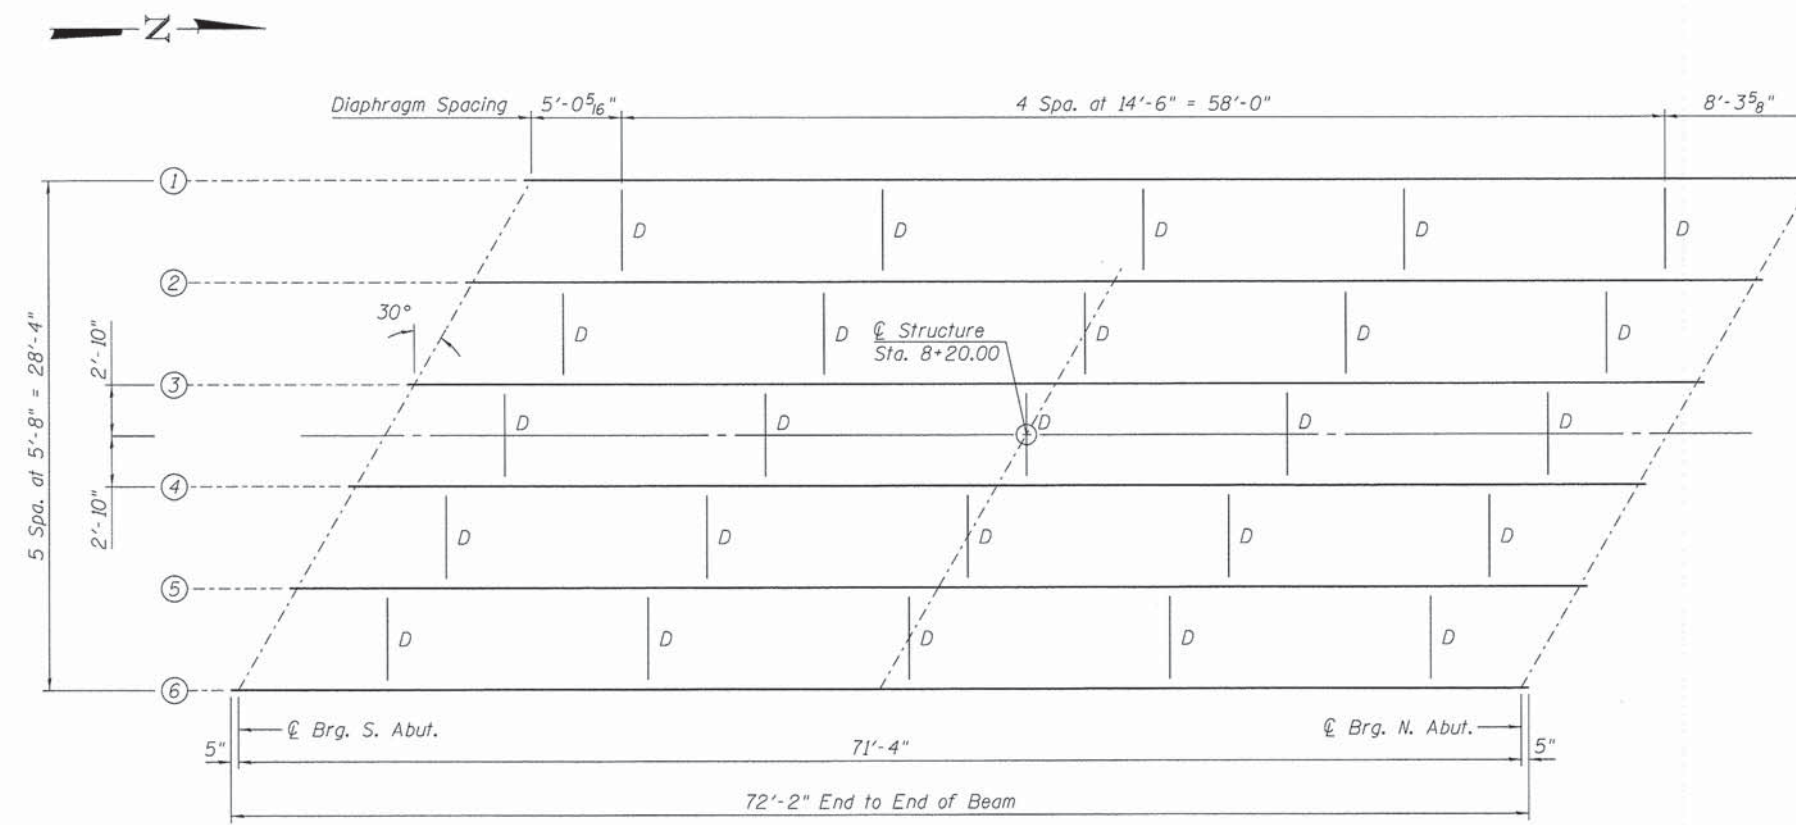 N
Diaphragm Spacing 5'-0 5/16" 4 Spa. at 14'-6" = 58'-0" 8'-3 5/8"
1
D D D D D
2
30°
D D D D D
℄ Structure
Sta. 8+20.00
5 Spa. at 5'-8" = 28'-4"
2'-10"
3
D D D D D
2'-10"
4
D D D D D
5
D D D D D
6
℄ Brg. S. Abut. ℄ Brg. N. Abut.
5" 71'-4" 5"
72'-2" End to End of Beam